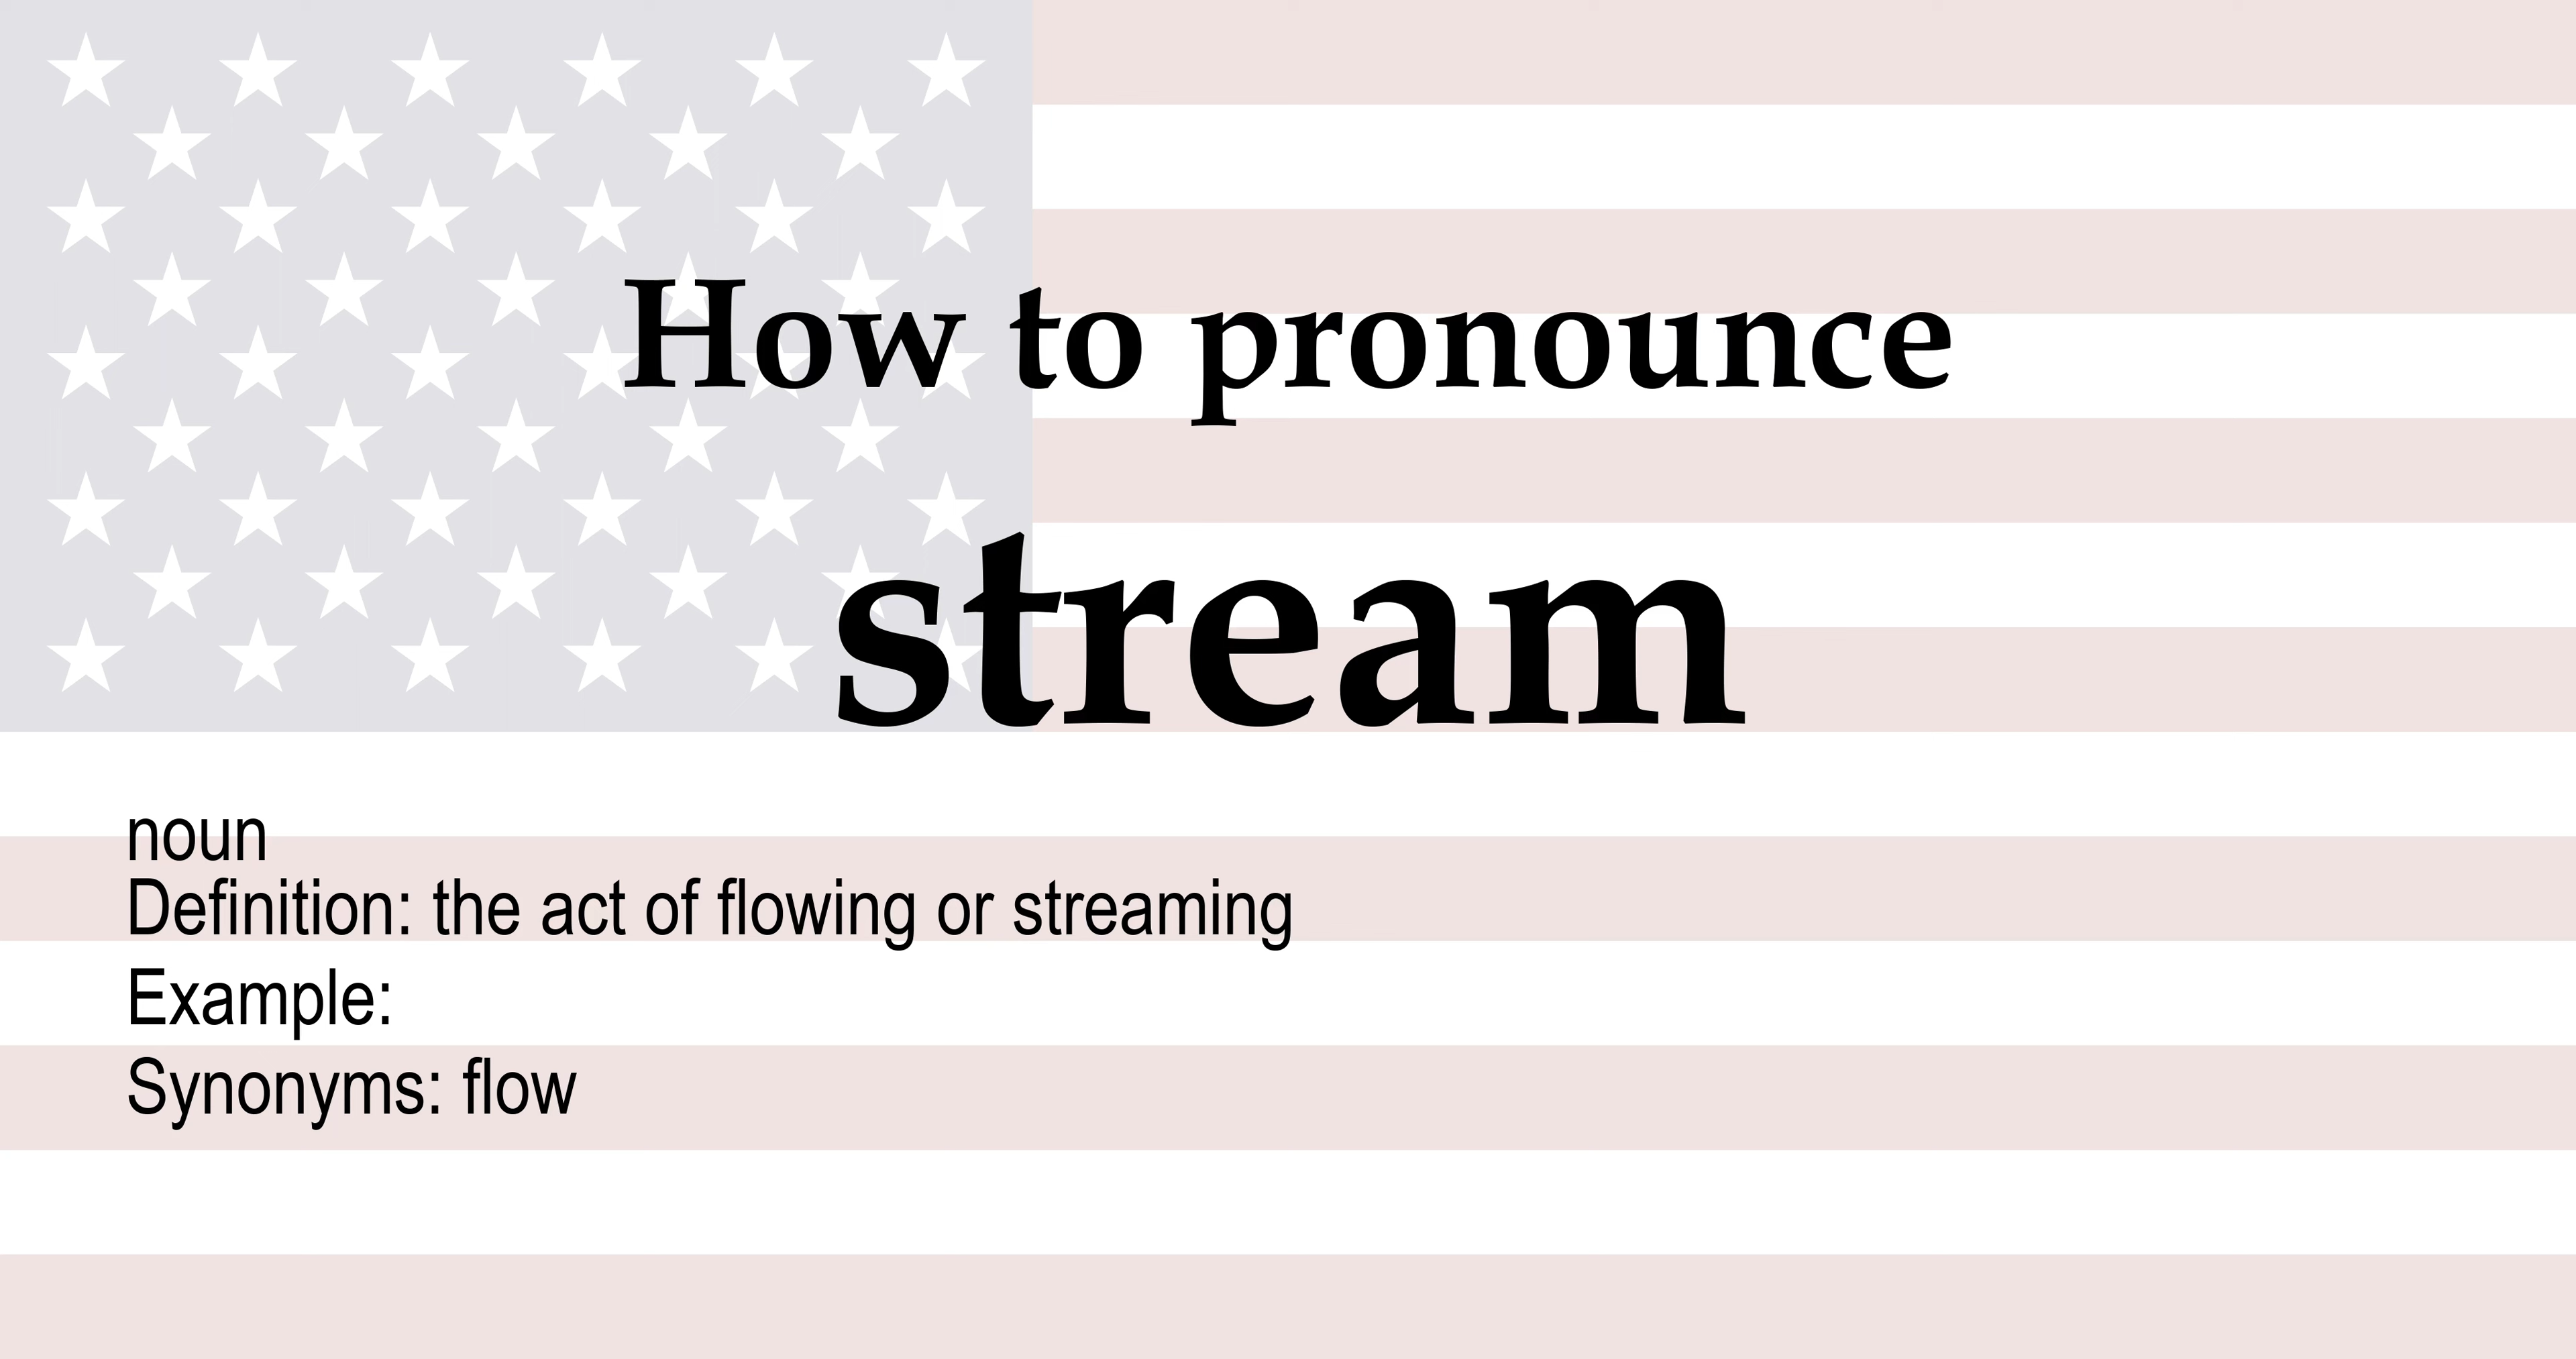 How to pronounce
stream
noun
Definition: the act of flowing or streaming
Example:
Synonyms: flow